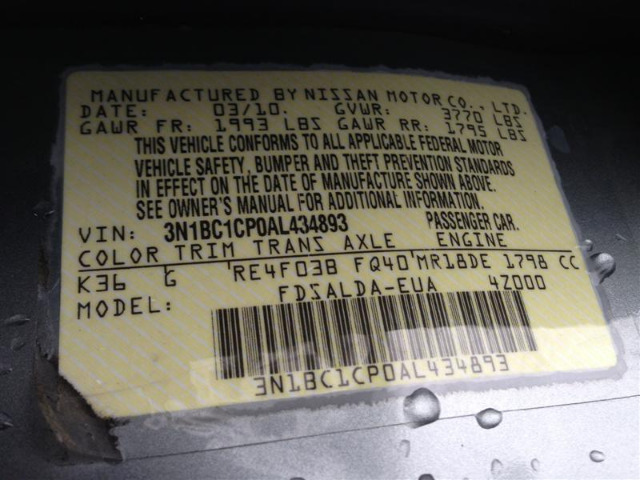 MANUFACTURED BY NISSAN MOTOR CO., LTD.
DATE: 03/10. GVWR: 3770 LBS
GAWR FR: 1993 LBS GAWR RR: 1795 LBS
THIS VEHICLE CONFORMS TO ALL APPLICABLE FEDERAL MOTOR
VEHICLE SAFETY, BUMPER AND THEFT PREVENTION STANDARDS
IN EFFECT ON THE DATE OF MANUFACTURE SHOWN ABOVE.
SEE OWNER'S MANUAL FOR ADDITIONAL INFORMATION.
VIN: 3N1BC1CP0AL434893 PASSENGER CAR.
COLOR TRIM TRANS AXLE ENGINE
K36 G RE4F03B FQ40 MR18DE 1798 CC
FDSALDA-EUA 4Z000
3N1BC1CP0AL434893